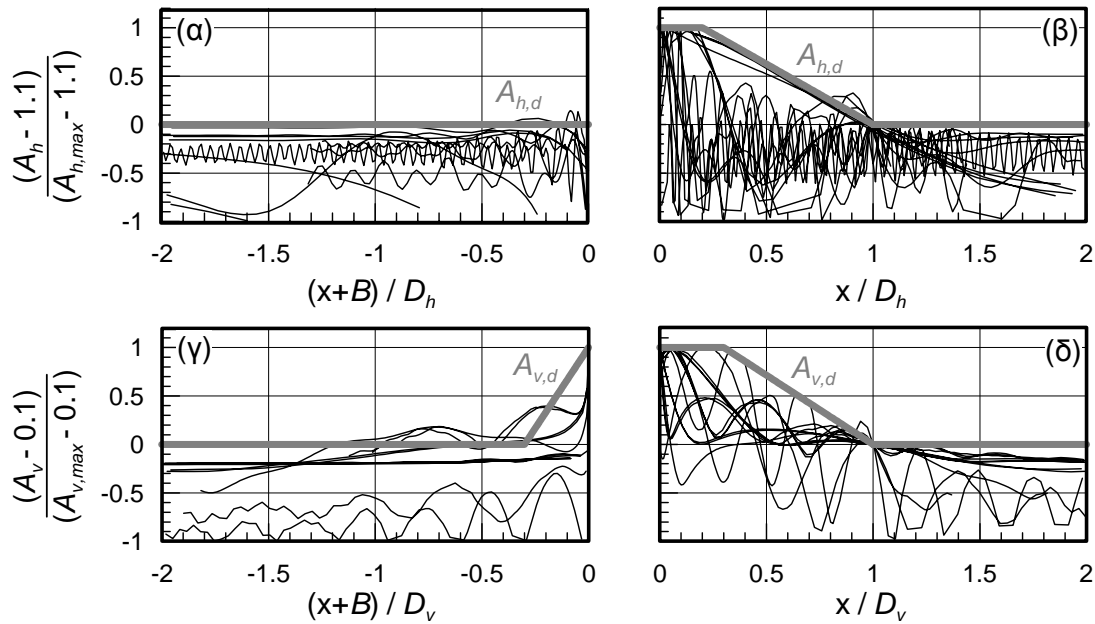 (α)
(β)
1
0.5
0
-0.5
-1
(A_h - 1.1)
(A_h,max - 1.1)
A_h,d
A_h,d
-2
-1.5
-1
-0.5
0
0
0.5
1
1.5
2
(x+B) / D_h
x / D_h
(γ)
(δ)
1
0.5
0
-0.5
-1
(A_v - 0.1)
(A_v,max - 0.1)
A_v,d
A_v,d
-2
-1.5
-1
-0.5
0
0
0.5
1
1.5
2
(x+B) / D_v
x / D_v